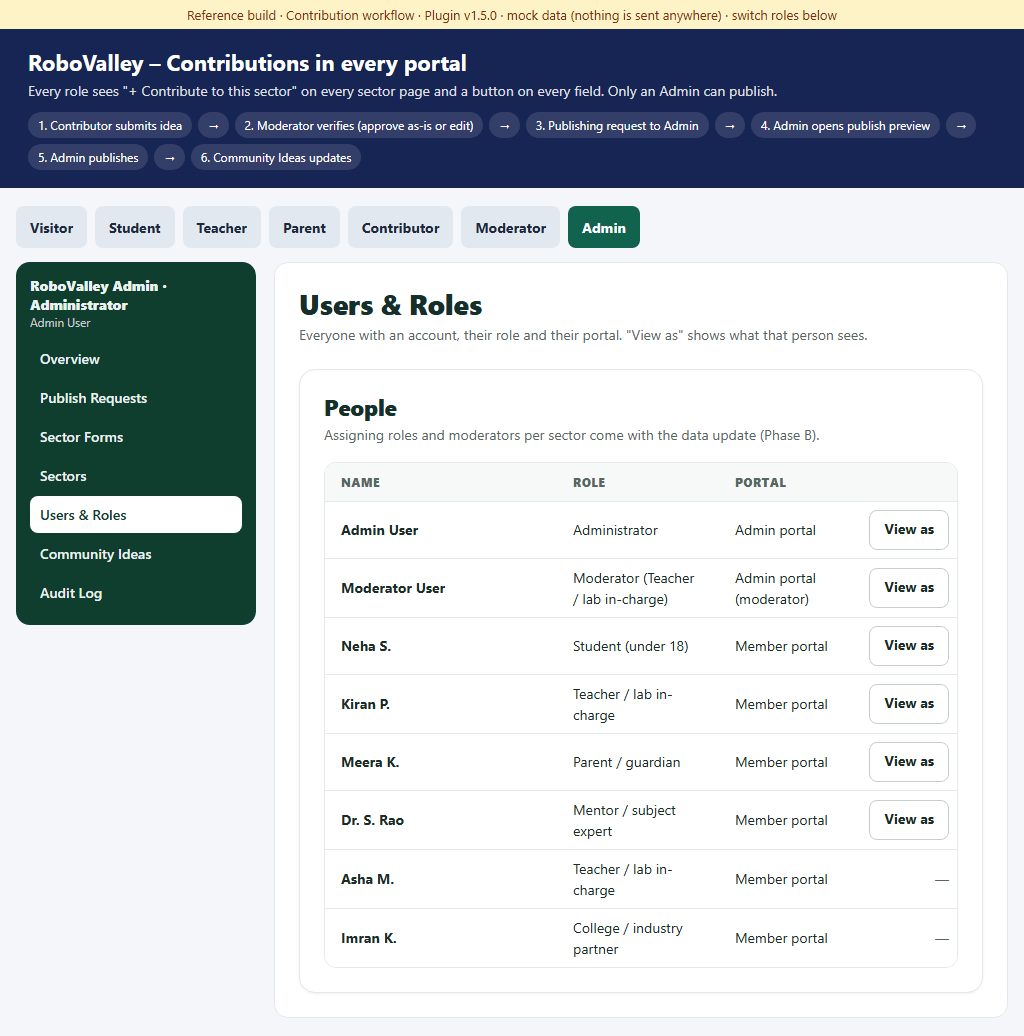 Reference build · Contribution workflow · Plugin v1.5.0 · mock data (nothing is sent anywhere) · switch roles below
RoboValley – Contributions in every portal
Every role sees "+ Contribute to this sector" on every sector page and a button on every field. Only an Admin can publish.
1. Contributor submits idea → 2. Moderator verifies (approve as-is or edit) → 3. Publishing request to Admin → 4. Admin opens publish preview →
5. Admin publishes → 6. Community Ideas updates
Visitor Student Teacher Parent Contributor Moderator Admin
RoboValley Admin ·
Administrator
Admin User
Overview
Publish Requests
Sector Forms
Sectors
Users & Roles
Community Ideas
Audit Log
Users & Roles
Everyone with an account, their role and their portal. "View as" shows what that person sees.
People
Assigning roles and moderators per sector come with the data update (Phase B).
NAME ROLE PORTAL
Admin User Administrator Admin portal View as
Moderator User Moderator (Teacher / lab in-charge) Admin portal (moderator) View as
Neha S. Student (under 18) Member portal View as
Kiran P. Teacher / lab in-charge Member portal View as
Meera K. Parent / guardian Member portal View as
Dr. S. Rao Mentor / subject expert Member portal View as
Asha M. Teacher / lab in-charge Member portal —
Imran K. College / industry partner Member portal —